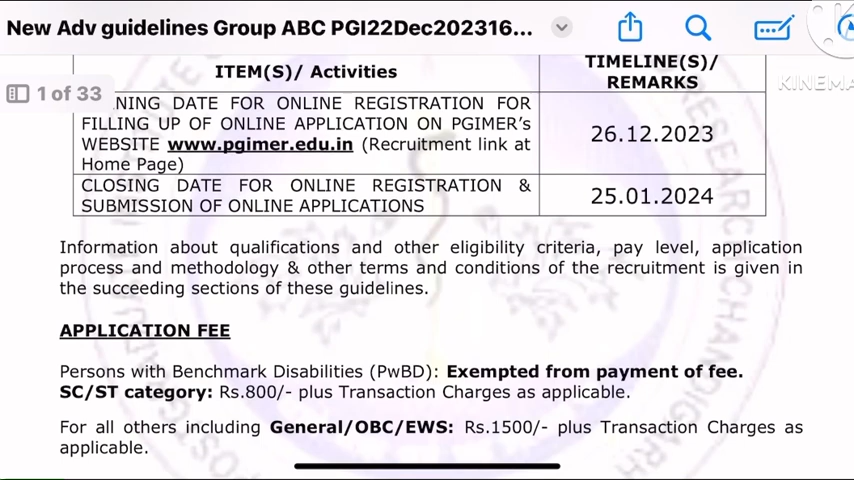 New Adv guidelines Group ABC PGI22Dec202316...
ITEM(S)/ Activities
TIMELINE(S)/
REMARKS
1 of 33
NING DATE FOR ONLINE REGISTRATION FOR
FILLING UP OF ONLINE APPLICATION ON PGIMER's
WEBSITE www.pgimer.edu.in (Recruitment link at
Home Page)
26.12.2023
CLOSING DATE FOR ONLINE REGISTRATION &
SUBMISSION OF ONLINE APPLICATIONS
25.01.2024
Information about qualifications and other eligibility criteria, pay level, application
process and methodology & other terms and conditions of the recruitment is given in
the succeeding sections of these guidelines.
APPLICATION FEE
Persons with Benchmark Disabilities (PwBD): Exempted from payment of fee.
SC/ST category: Rs.800/- plus Transaction Charges as applicable.
For all others including General/OBC/EWS: Rs.1500/- plus Transaction Charges as
applicable.
KINEMA
RESEARCH CHANDIGARH